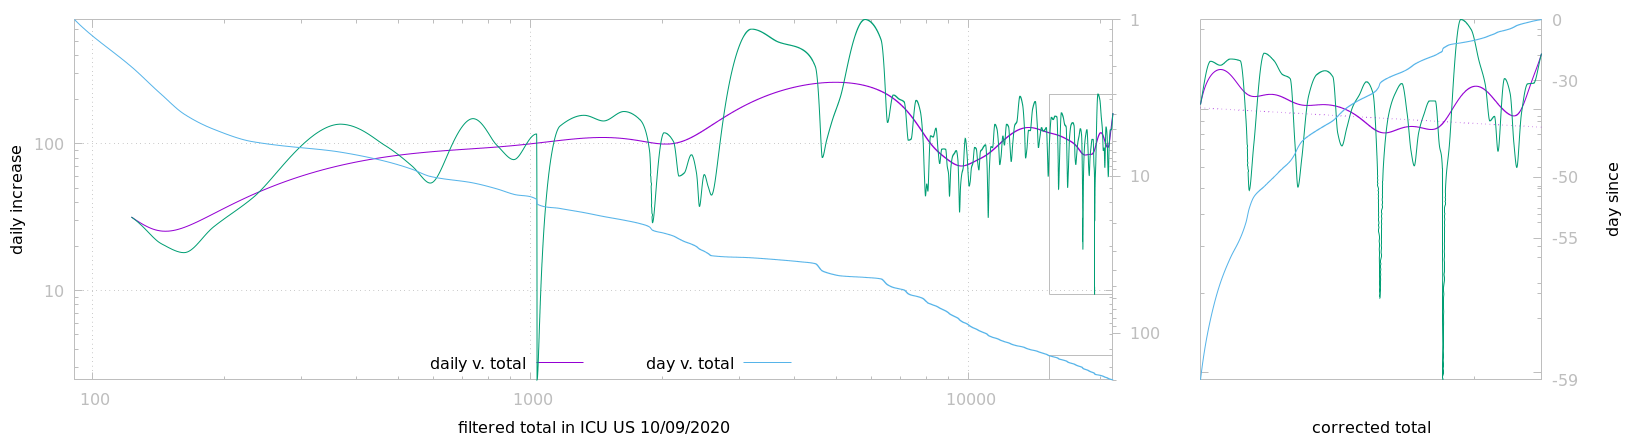 1
0
-30
100
daily increase
10
-50
day since
-55
10
100
daily v. total
day v. total
-59
100
1000
10000
filtered total in ICU US 10/09/2020
corrected total